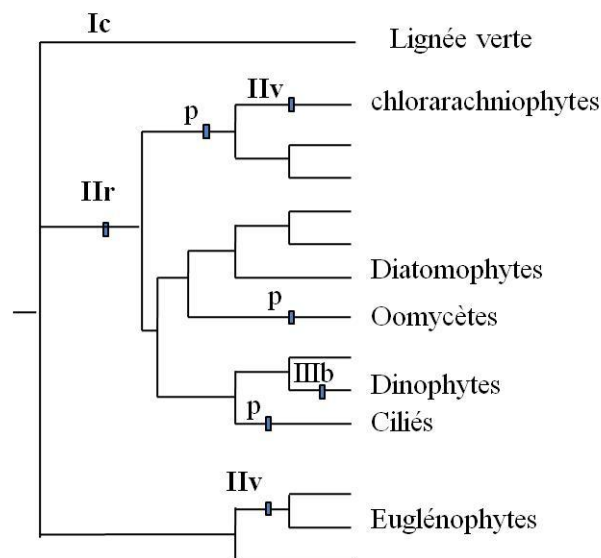 Ic
Lignée verte
IIv
p
chlorarachniophytes
IIr
Diatomophytes
p
Oomycètes
IIIb
Dinophytes
p
Ciliés
IIv
Euglénophytes